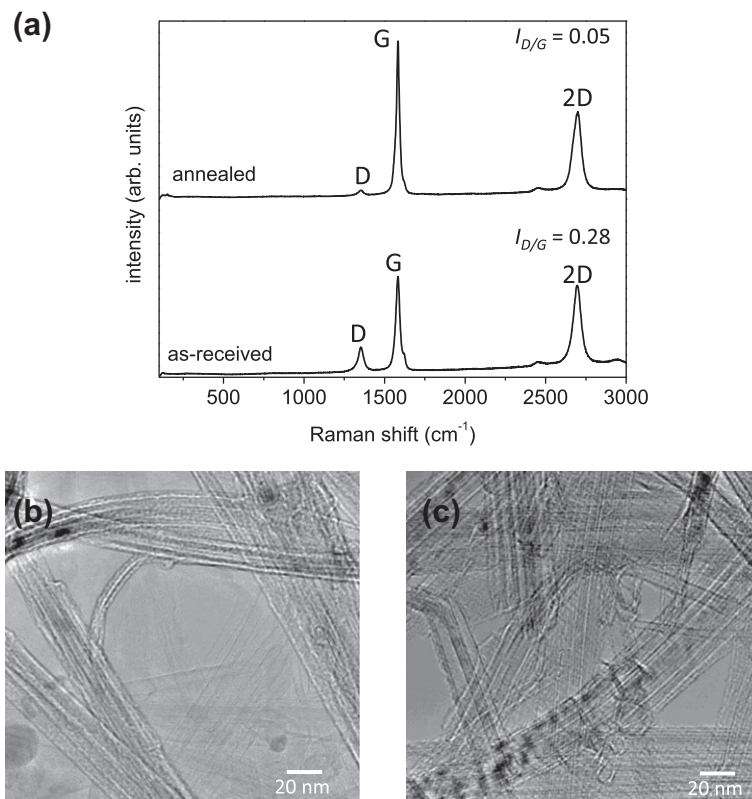 (a)
I_D/G = 0.05
G
2D
annealed
D
I_D/G = 0.28
G
2D
D
as-received
intensity (arb. units)
500 1000 1500 2000 2500 3000
Raman shift (cm⁻¹)
(b)
20 nm
(c)
20 nm